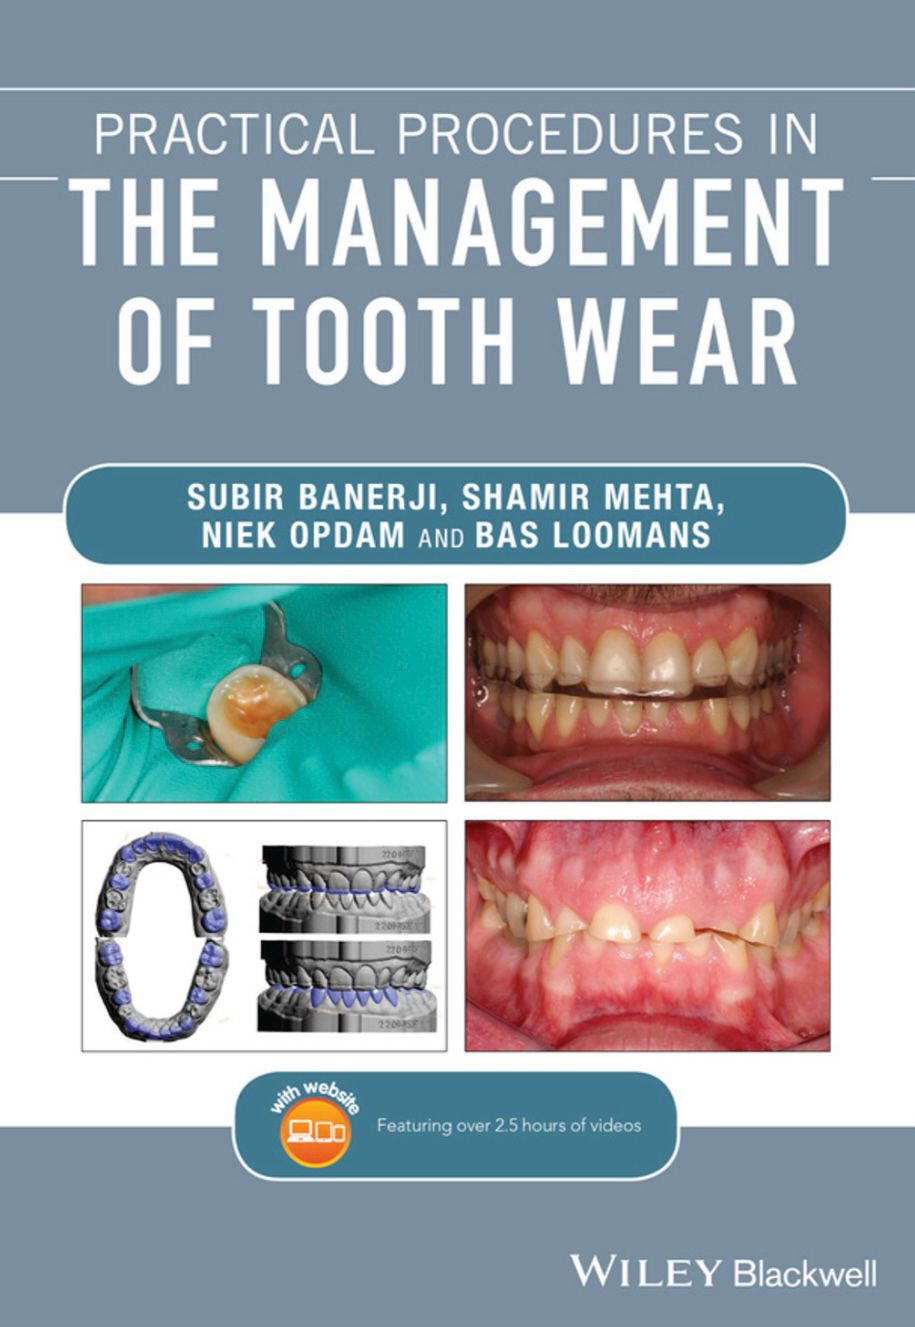 PRACTICAL PROCEDURES IN
THE MANAGEMENT
OF TOOTH WEAR
SUBIR BANERJI, SHAMIR MEHTA,
NIEK OPDAM AND BAS LOOMANS
with website
Featuring over 2.5 hours of videos
WILEY Blackwell